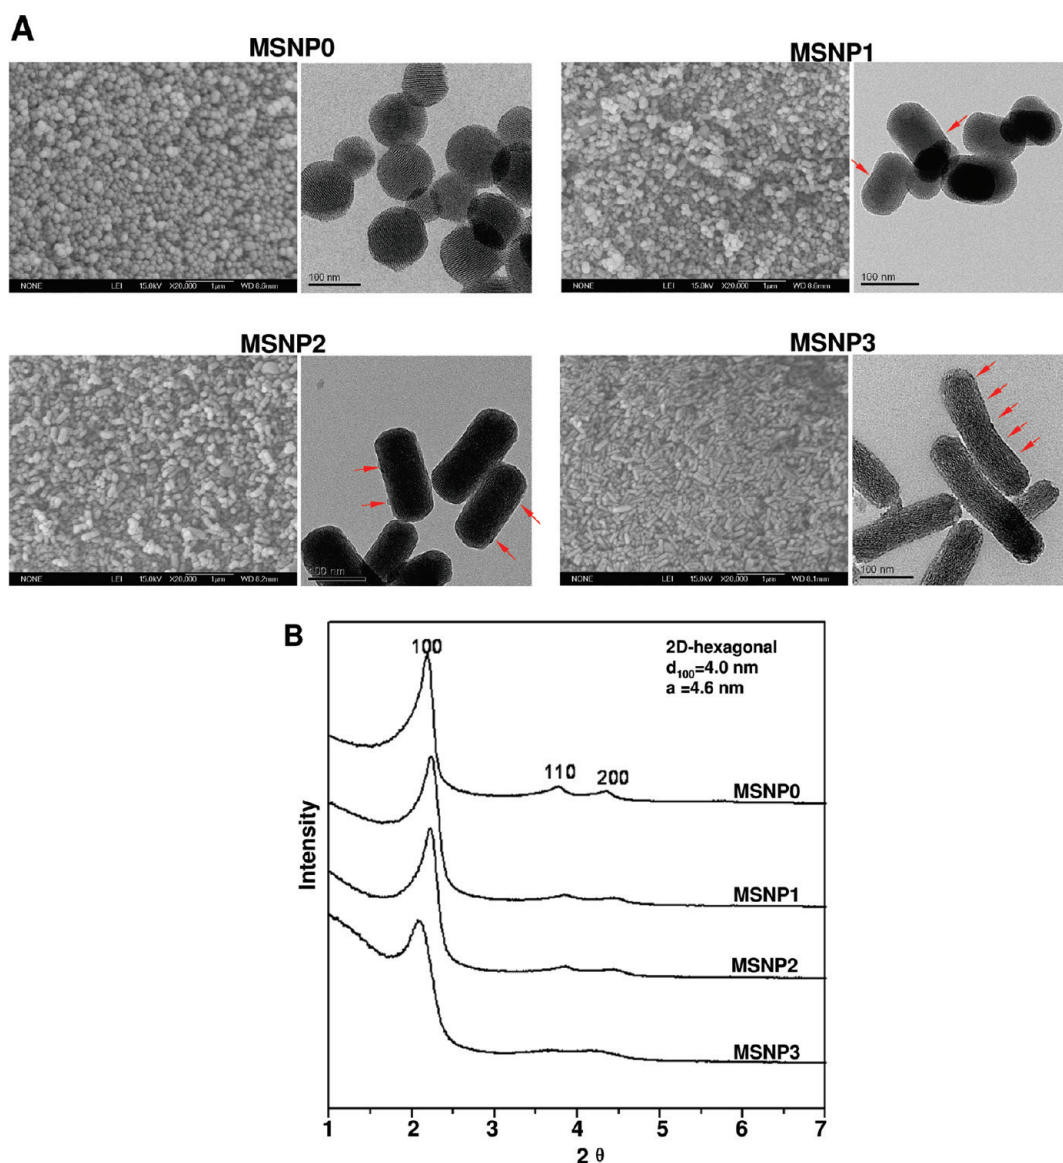 A
MSNP0
MSNP1
NONE LEI 15.0kV X20,000 1μm WD 8.6mm
100 nm
NONE LEI 15.0kV X20,000 1μm WD 8.6mm
100 nm
MSNP2
MSNP3
NONE LEI 15.0kV X20,000 1μm WD 8.2mm
100 nm
NONE LEI 15.0kV X20,000 1μm WD 8.1mm
100 nm
B
100
2D-hexagonal
d100=4.0 nm
a =4.6 nm
110
200
MSNP0
MSNP1
MSNP2
MSNP3
Intensity
1 2 3 4 5 6 7
2 θ